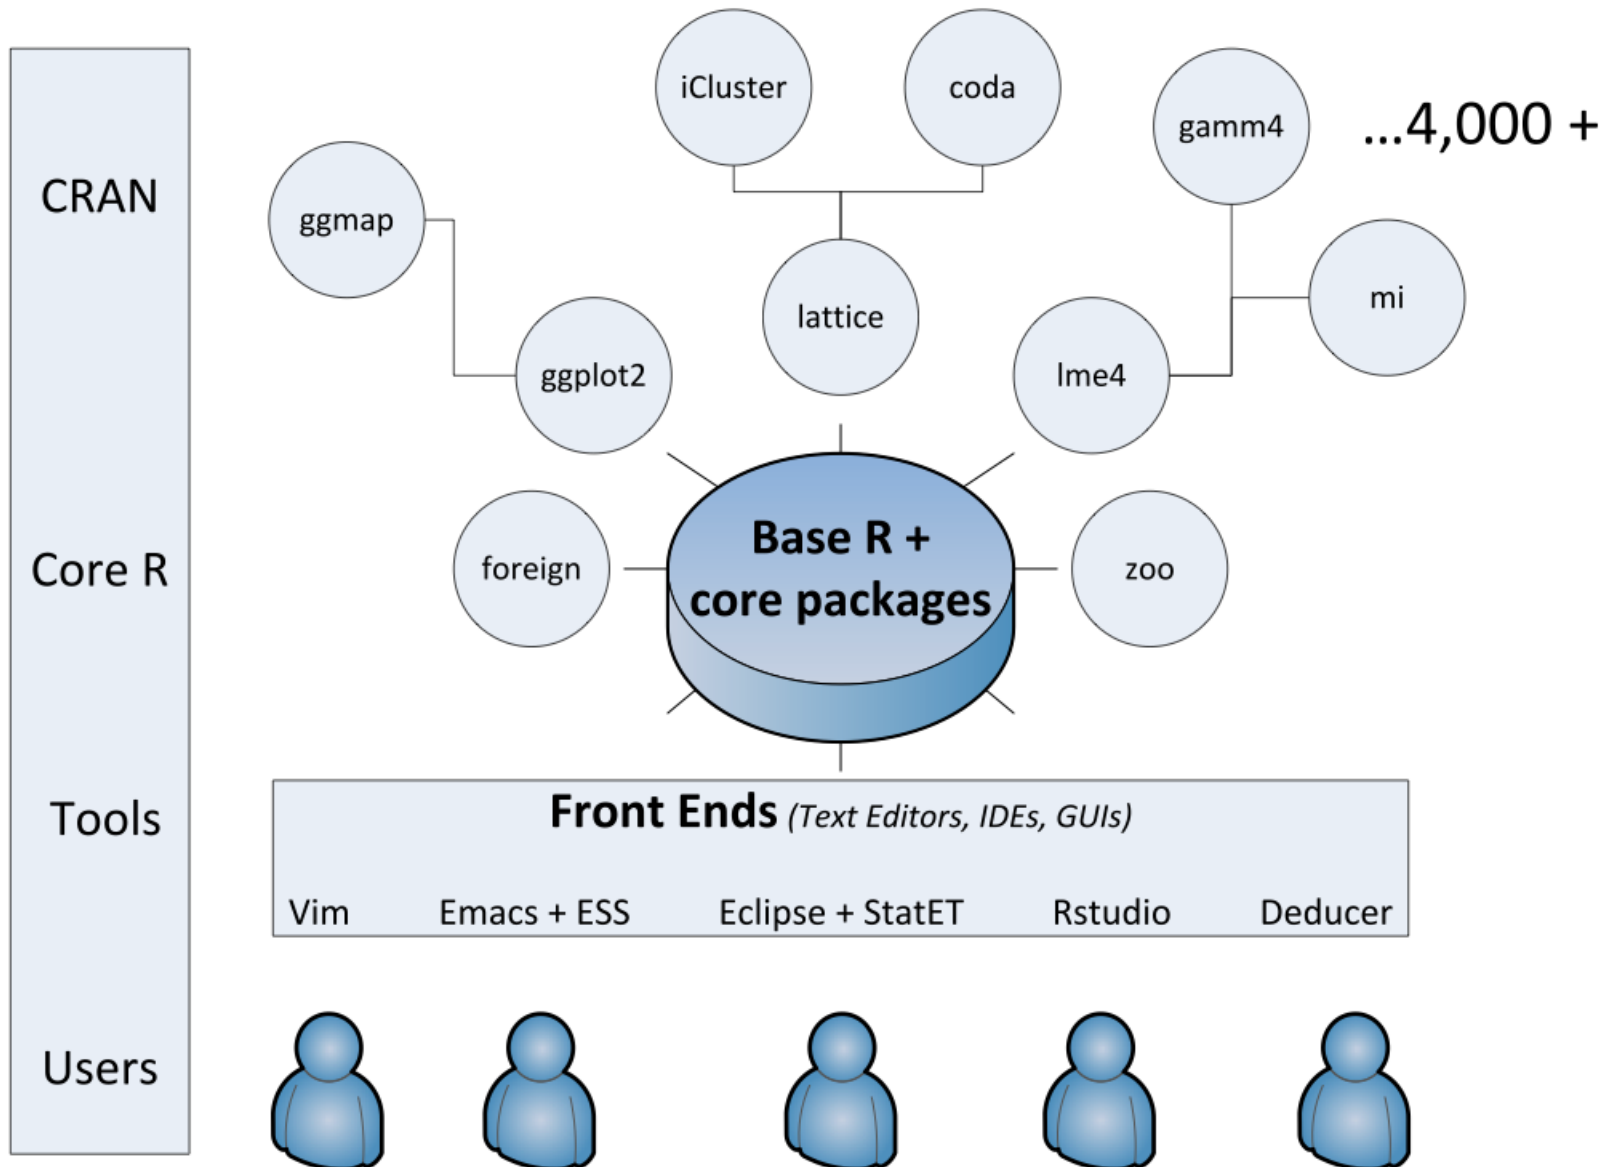 iCluster
coda
gamm4
...4,000 +
CRAN
ggmap
mi
lattice
ggplot2
lme4
Base R +
core packages
Core R
foreign
zoo
Tools
Front Ends (Text Editors, IDEs, GUIs)
Vim Emacs + ESS Eclipse + StatET Rstudio Deducer
Users